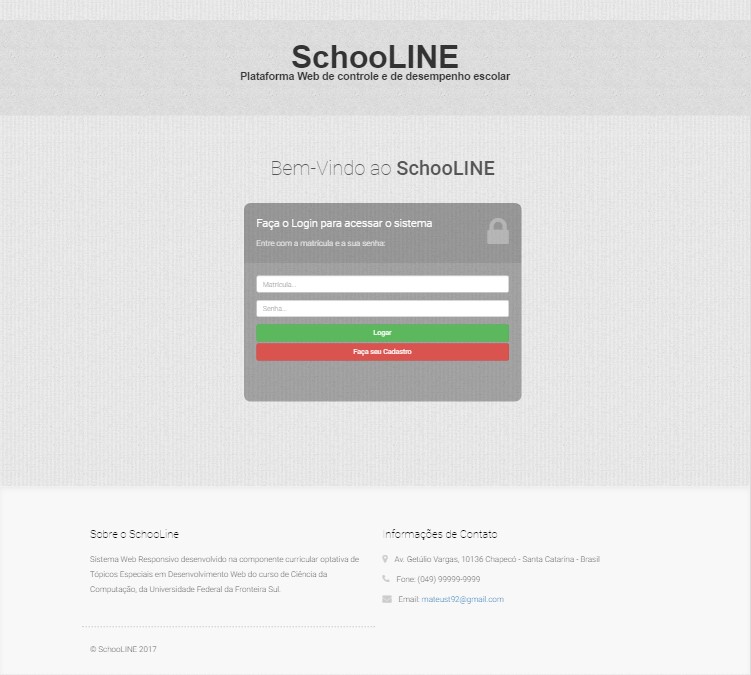 SchooLINE
Plataforma Web de controle e de desempenho escolar
Bem-Vindo ao SchooLINE
Faça o Login para acessar o sistema
Entre com a matrícula e a sua senha:
Matrícula...
Senha...
Logar
Faça seu Cadastro
Sobre o SchooLine
Sistema Web Responsivo desenvolvido na componente curricular optativa de
Tópicos Especiais em Desenvolvimento Web do curso de Ciência da
Computação, da Universidade Federal da Fronteira Sul.
© SchooLINE 2017
Informações de Contato
Av. Getúlio Vargas, 10136 Chapecó - Santa Catarina - Brasil
Fone: (049) 99999-9999
Email: mateust92@gmail.com